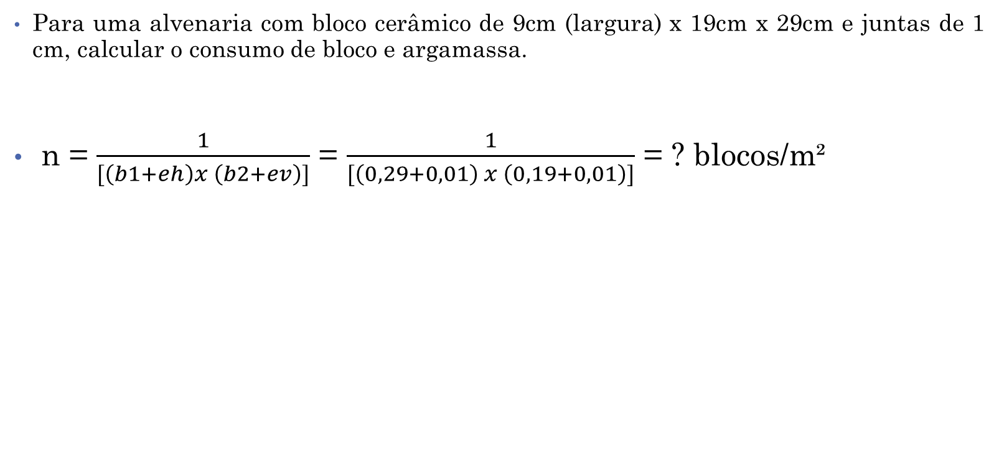 • Para uma alvenaria com bloco cerâmico de 9cm (largura) x 19cm x 29cm e juntas de 1
cm, calcular o consumo de bloco e argamassa.
• n = 1/[(b1+eh)x (b2+ev)] = 1/[(0,29+0,01) x (0,19+0,01)] = ? blocos/m²